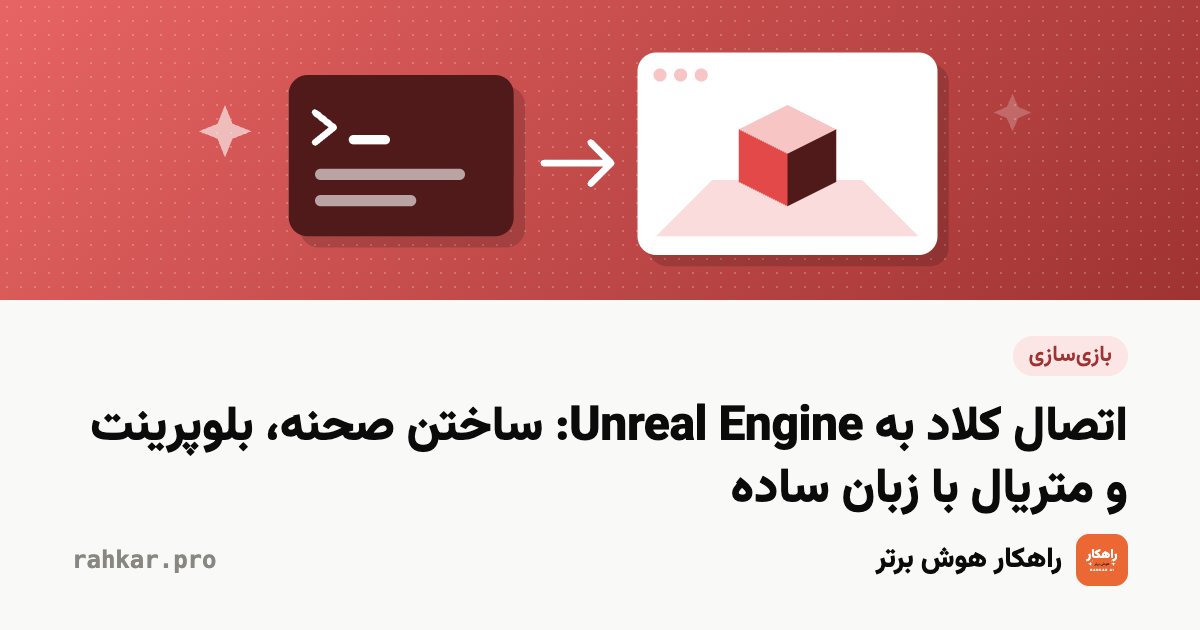 بازی‌سازی
اتصال کلاد به Unreal Engine: ساختن صحنه، بلوپرینت
و متریال با زبان ساده
راهکار
راهکار هوش برتر
rahkar.pro